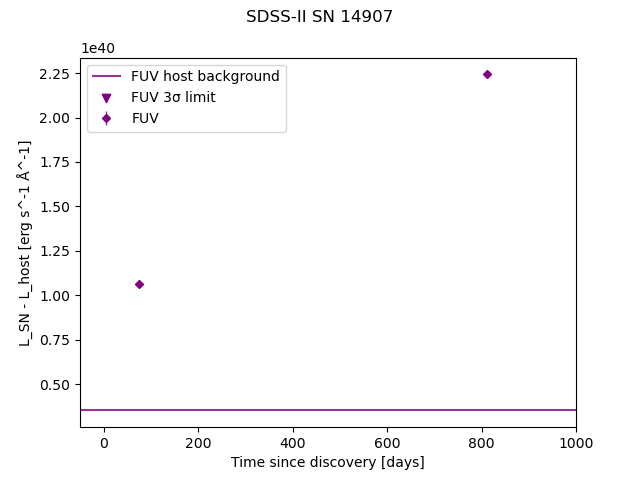 SDSS-II SN 14907
1e40
FUV host background
FUV 3σ limit
FUV
2.25
2.00
1.75
1.50
1.25
1.00
0.75
0.50
L_SN - L_host [erg s^-1 Å^-1]
0 200 400 600 800 1000
Time since discovery [days]